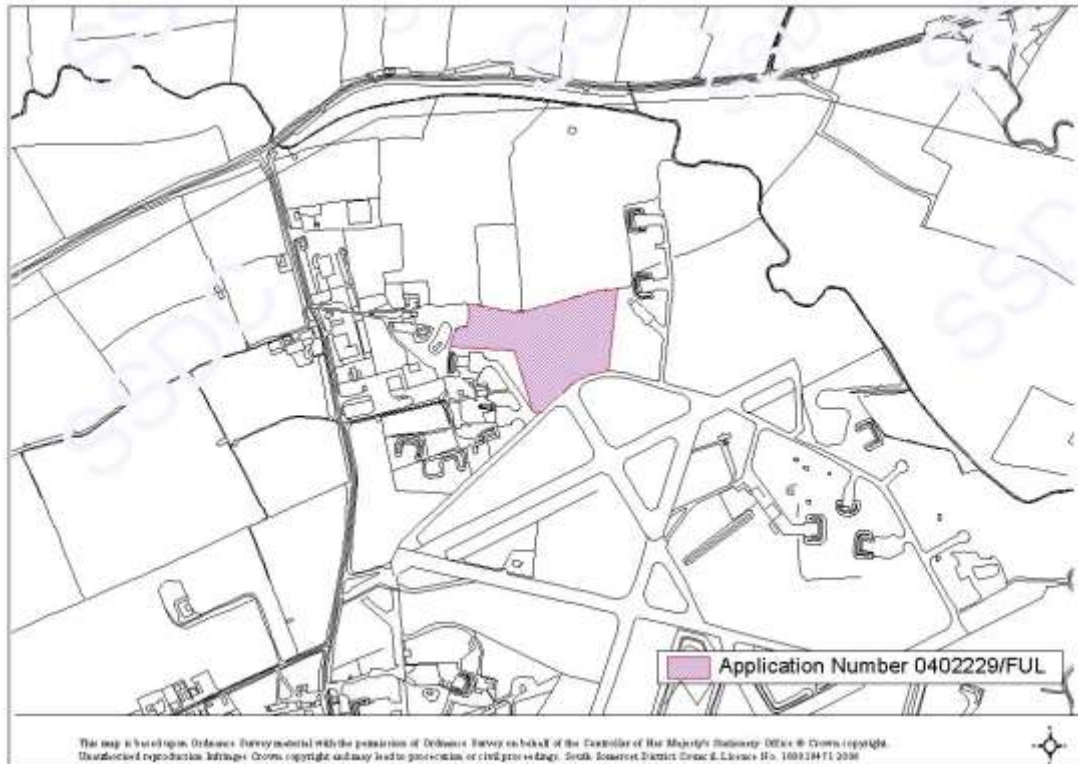 Application Number 0402229/FUL
This map is based upon Ordnance Survey material with the permission of Ordnance Survey on behalf of the Controller of Her Majesty's Stationery Office © Crown copyright.
Unauthorised reproduction infringes Crown copyright and may lead to prosecution or civil proceedings. South Somerset District Council. Licence No.